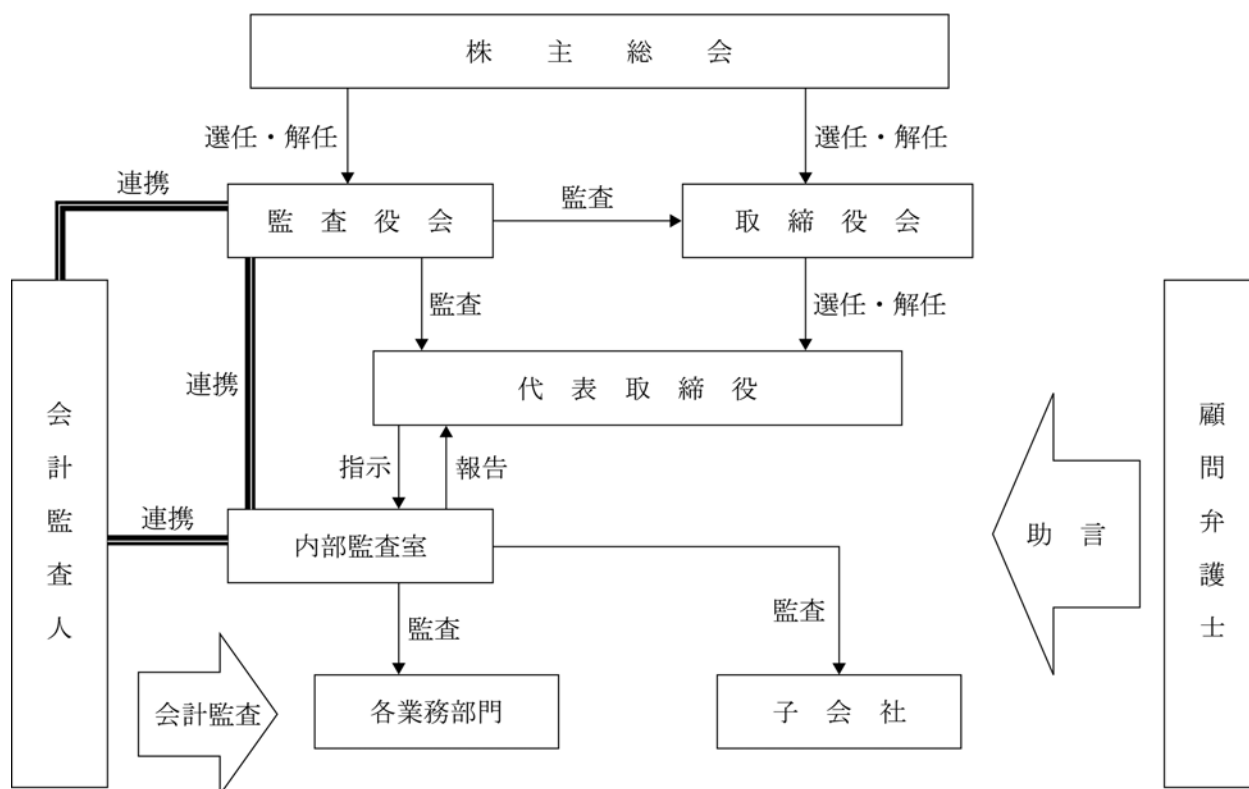 株主総会
選任・解任
選任・解任
連携
監査役会
監査
取締役会
監査
選任・解任
連携
代表取締役
会計監査人
顧問弁護士
指示
報告
連携
内部監査室
助言
監査
監査
会計監査
各業務部門
子会社